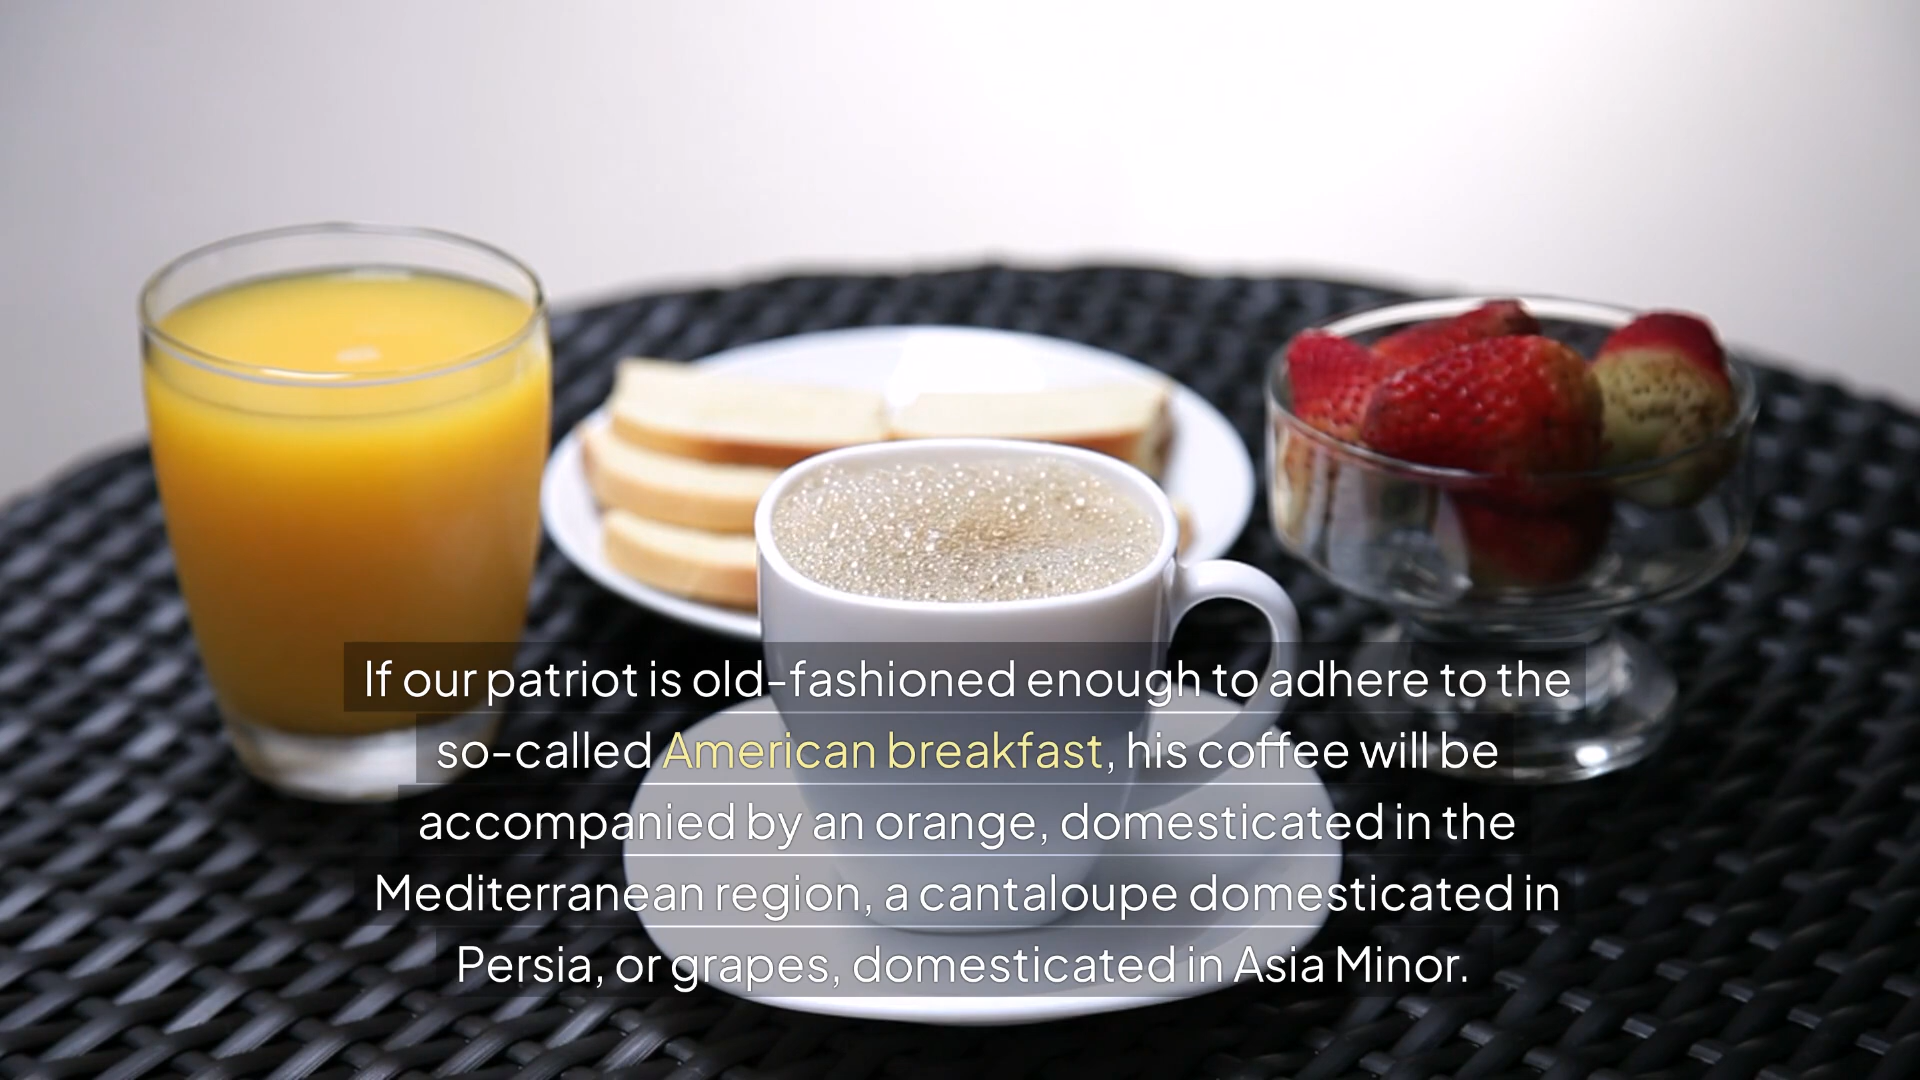 If our patriot is old-fashioned enough to adhere to the
so-called American breakfast, his coffee will be
accompanied by an orange, domesticated in the
Mediterranean region, a cantaloupe domesticated in
Persia, or grapes, domesticated in Asia Minor.